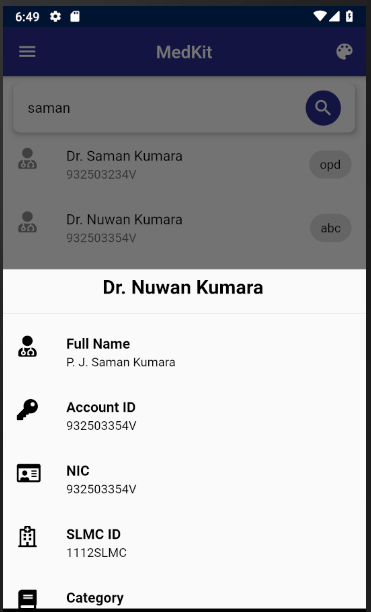 6:49
MedKit
saman
Dr. Saman Kumara
932503234V
opd
Dr. Nuwan Kumara
932503354V
abc
Dr. Nuwan Kumara
Full Name
P. J. Saman Kumara
Account ID
932503354V
NIC
932503354V
SLMC ID
1112SLMC
Category